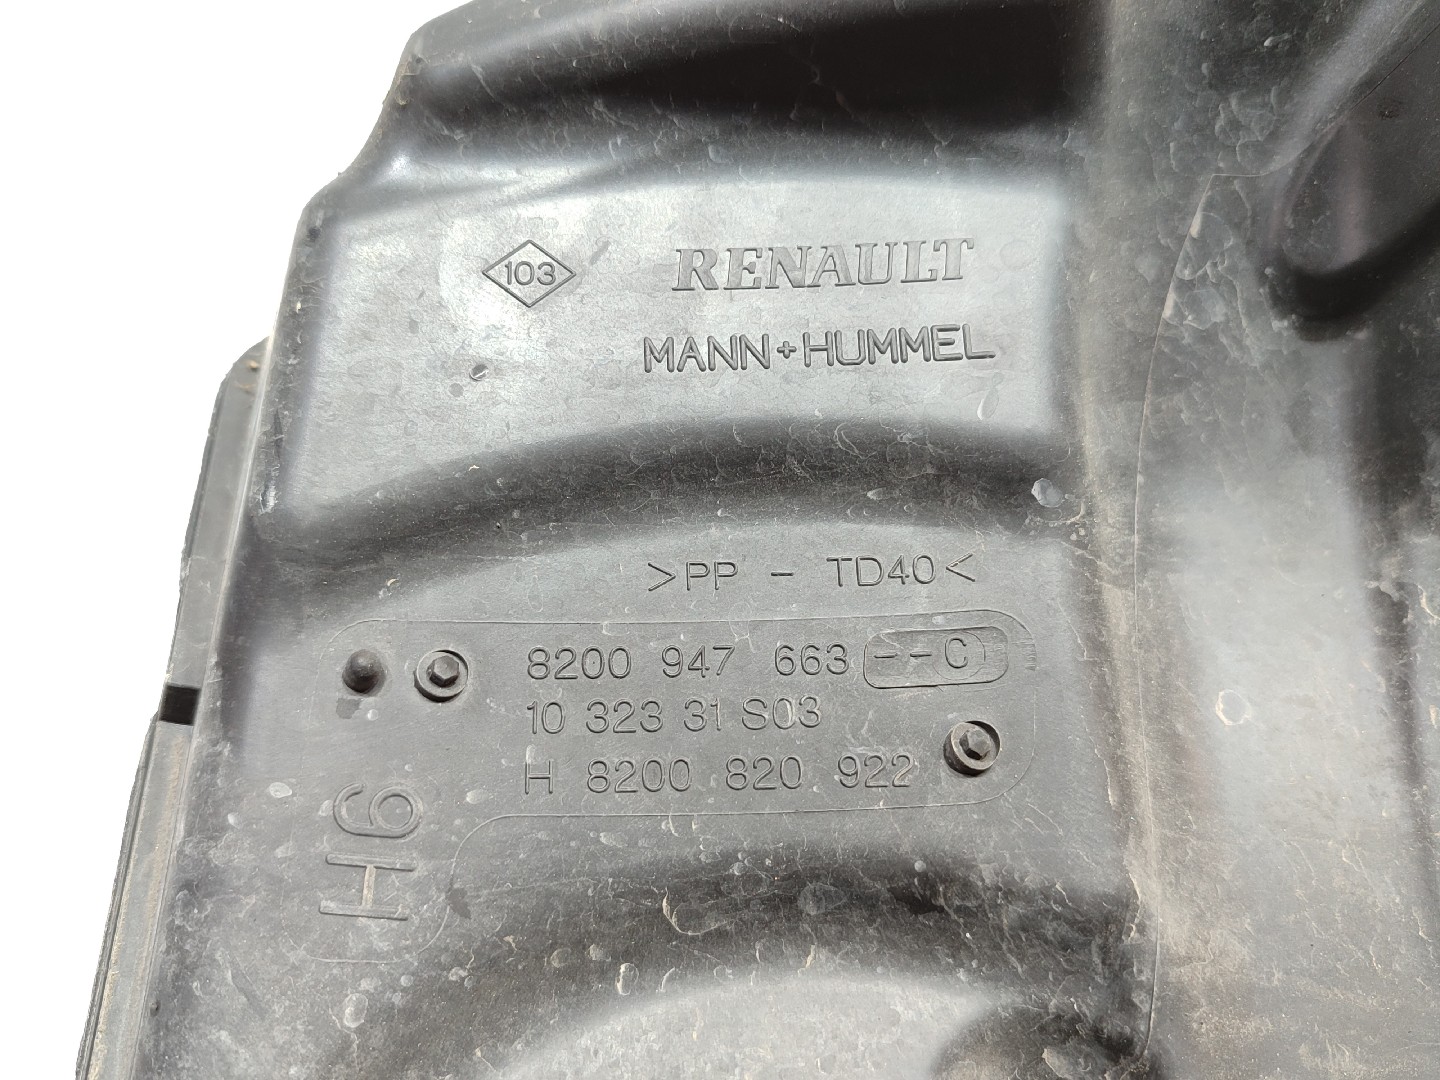 103 RENAULT
MANN+HUMMEL
>PP - TD40<
8200 947 663 --C
10 323 31 S03
H 8200 820 922
H6